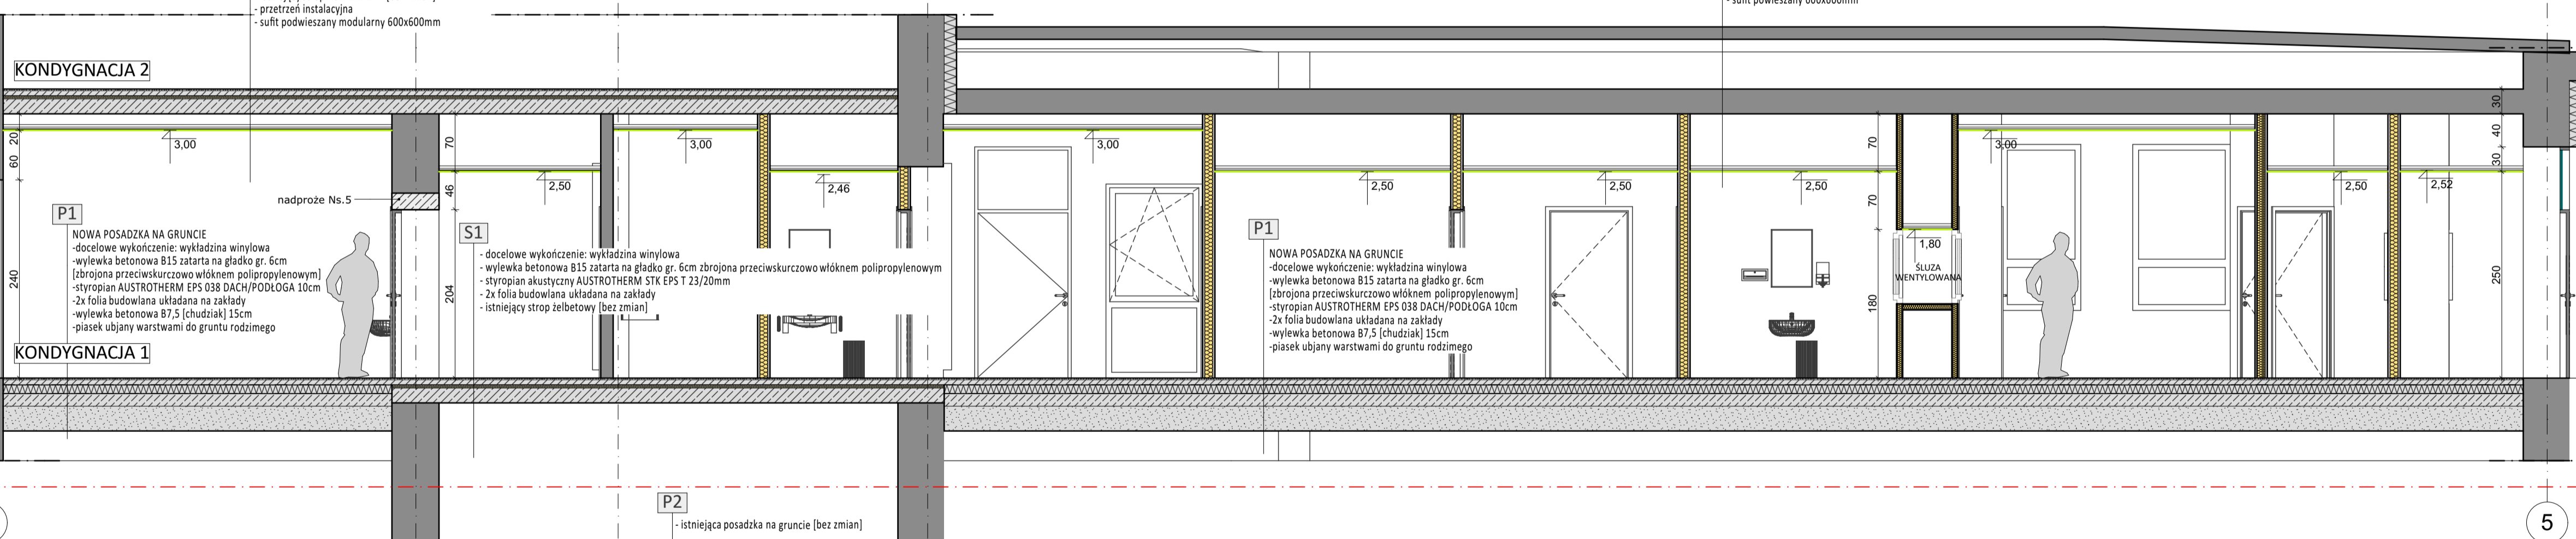 - przetrzeń instalacyjna
- sufit podwieszany modularny 600x600mm
- sufit powieszany 600x600mm
KONDYGNACJA 2
30
20
3,00
70
3,00
3,00
70
3,00
40
60
46
2,50
2,46
2,50
2,50
2,50
70
2,50
2,52
30
nadproże Ns.5
P1
NOWA POSADZKA NA GRUNCIE
-docelowe wykończenie: wykładzina winylowa
-wylewka betonowa B15 zatarta na gładko gr. 6cm
[zbrojona przeciwskurczowo włóknem polipropylenowym]
-styropian AUSTROTHERM EPS 038 DACH/PODŁOGA 10cm
-2x folia budowlana układana na zakłady
-wylewka betonowa B7,5 [chudziak] 15cm
-piasek ubjany warstwami do gruntu rodzimego
240
S1
- docelowe wykończenie: wykładzina winylowa
- wylewka betonowa B15 zatarta na gładko gr. 6cm zbrojona przeciwskurczowo włóknem polipropylenowym
- styropian akustyczny AUSTROTHERM STK EPS T 23/20mm
- 2x folia budowlana układana na zakłady
- istniejący strop żelbetowy [bez zmian]
204
P1
NOWA POSADZKA NA GRUNCIE
-docelowe wykończenie: wykładzina winylowa
-wylewka betonowa B15 zatarta na gładko gr. 6cm
[zbrojona przeciwskurczowo włóknem polipropylenowym]
-styropian AUSTROTHERM EPS 038 DACH/PODŁOGA 10cm
-2x folia budowlana układana na zakłady
-wylewka betonowa B7,5 [chudziak] 15cm
-piasek ubjany warstwami do gruntu rodzimego
1,80
ŚLUZA
WENTYLOWANA
180
250
KONDYGNACJA 1
P2
- istniejąca posadzka na gruncie [bez zmian]
5